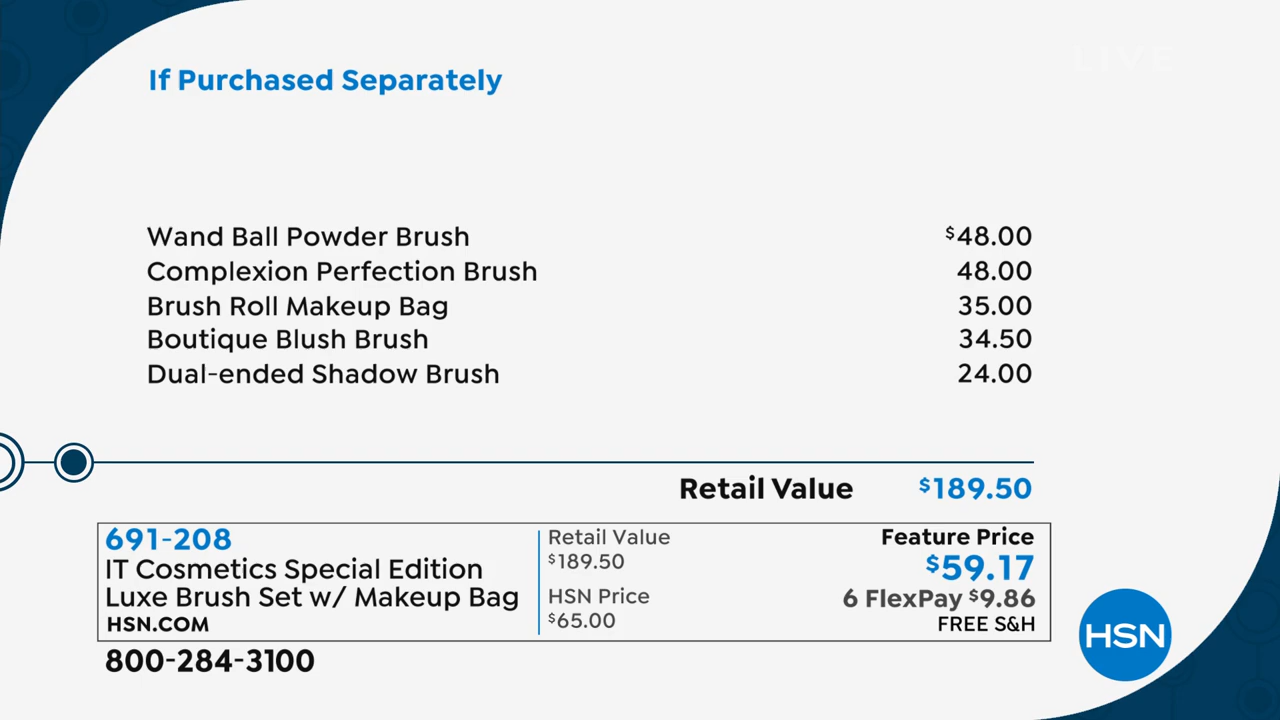 LIVE
If Purchased Separately
Wand Ball Powder Brush $48.00
Complexion Perfection Brush 48.00
Brush Roll Makeup Bag 35.00
Boutique Blush Brush 34.50
Dual-ended Shadow Brush 24.00
Retail Value $189.50
691-208
IT Cosmetics Special Edition
Luxe Brush Set w/ Makeup Bag
HSN.COM
Retail Value
$189.50
HSN Price
$65.00
Feature Price
$59.17
6 FlexPay $9.86
FREE S&H
800-284-3100
HSN